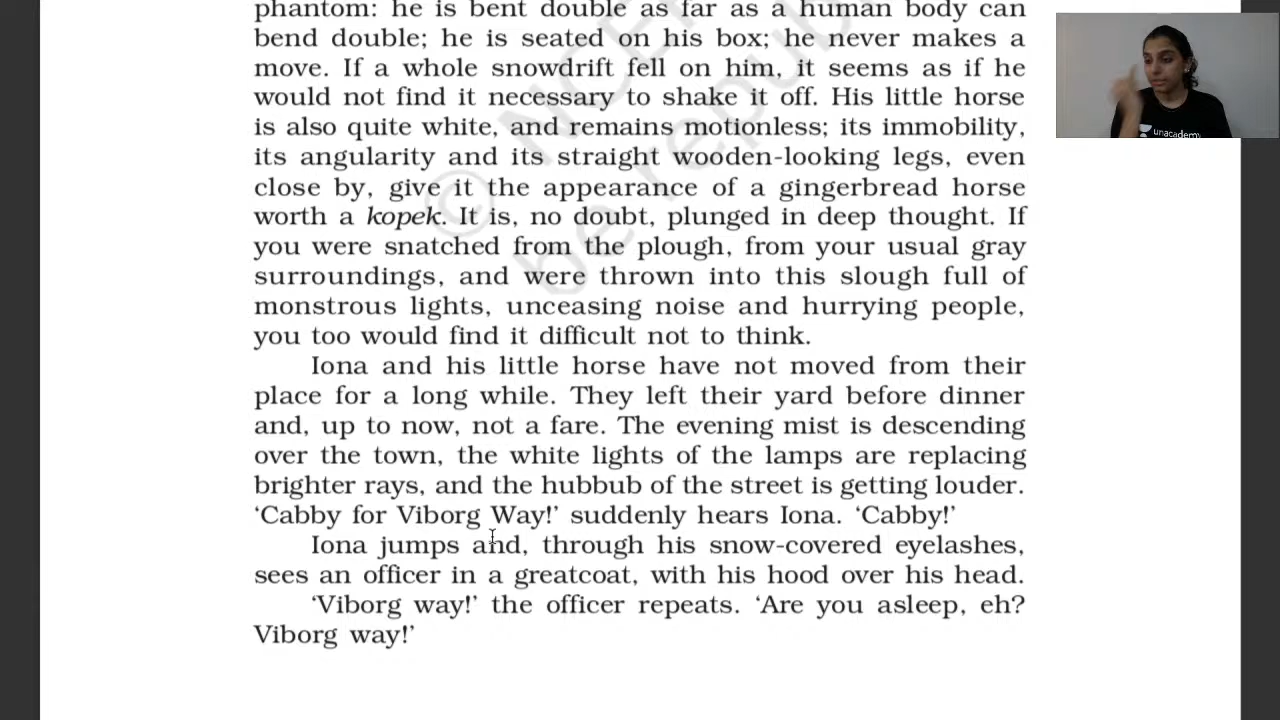 phantom: he is bent double as far as a human body can
bend double; he is seated on his box; he never makes a
move. If a whole snowdrift fell on him, it seems as if he
would not find it necessary to shake it off. His little horse
is also quite white, and remains motionless; its immobility,
its angularity and its straight wooden-looking legs, even
close by, give it the appearance of a gingerbread horse
worth a kopek. It is, no doubt, plunged in deep thought. If
you were snatched from the plough, from your usual gray
surroundings, and were thrown into this slough full of
monstrous lights, unceasing noise and hurrying people,
you too would find it difficult not to think.
Iona and his little horse have not moved from their
place for a long while. They left their yard before dinner
and, up to now, not a fare. The evening mist is descending
over the town, the white lights of the lamps are replacing
brighter rays, and the hubbub of the street is getting louder.
‘Cabby for Viborg Way!’ suddenly hears Iona. ‘Cabby!’
Iona jumps and, through his snow-covered eyelashes,
sees an officer in a greatcoat, with his hood over his head.
‘Viborg way!’ the officer repeats. ‘Are you asleep, eh?
Viborg way!’
unacademy
© NCE
be repub